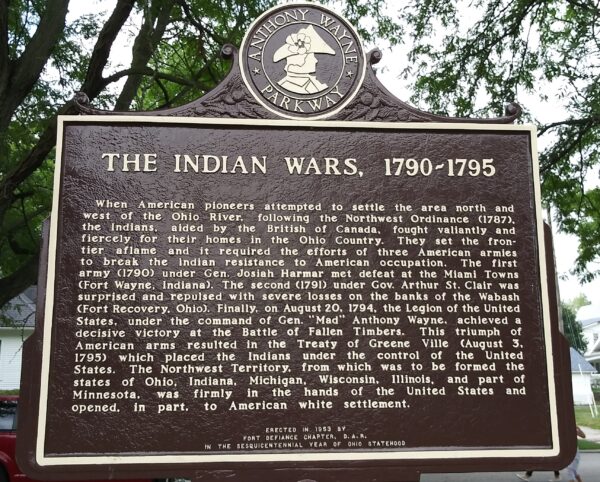 ANTHONY WAYNE
PARKWAY
THE INDIAN WARS, 1790-1795
When American pioneers attempted to settle the area north and
west of the Ohio River, following the Northwest Ordinance (1787),
the Indians, aided by the British of Canada, fought valiantly and
fiercely for their homes in the Ohio Country. They set the fron-
tier aflame and it required the efforts of three American armies
to break the Indian resistance to American occupation. The first
army (1790) under Gen. Josiah Harmar met defeat at the Miami Towns
(Fort Wayne, Indiana). The second (1791) under Gov. Arthur St. Clair was
surprised and repulsed with severe losses on the banks of the Wabash
(Fort Recovery, Ohio). Finally, on August 20, 1794, the Legion of the United
States, under the command of Gen. "Mad" Anthony Wayne, achieved a
decisive victory at the Battle of Fallen Timbers. This triumph of
American arms resulted in the Treaty of Greene Ville (August 3,
1795) which placed the Indians under the control of the United
States. The Northwest Territory, from which was to be formed the
states of Ohio, Indiana, Michigan, Wisconsin, Illinois, and part of
Minnesota, was firmly in the hands of the United States and
opened, in part, to American white settlement.
ERECTED IN 1953 BY
FORT DEFIANCE CHAPTER, D.A.R.
IN THE SESQUICENTENNIAL YEAR OF OHIO STATEHOOD